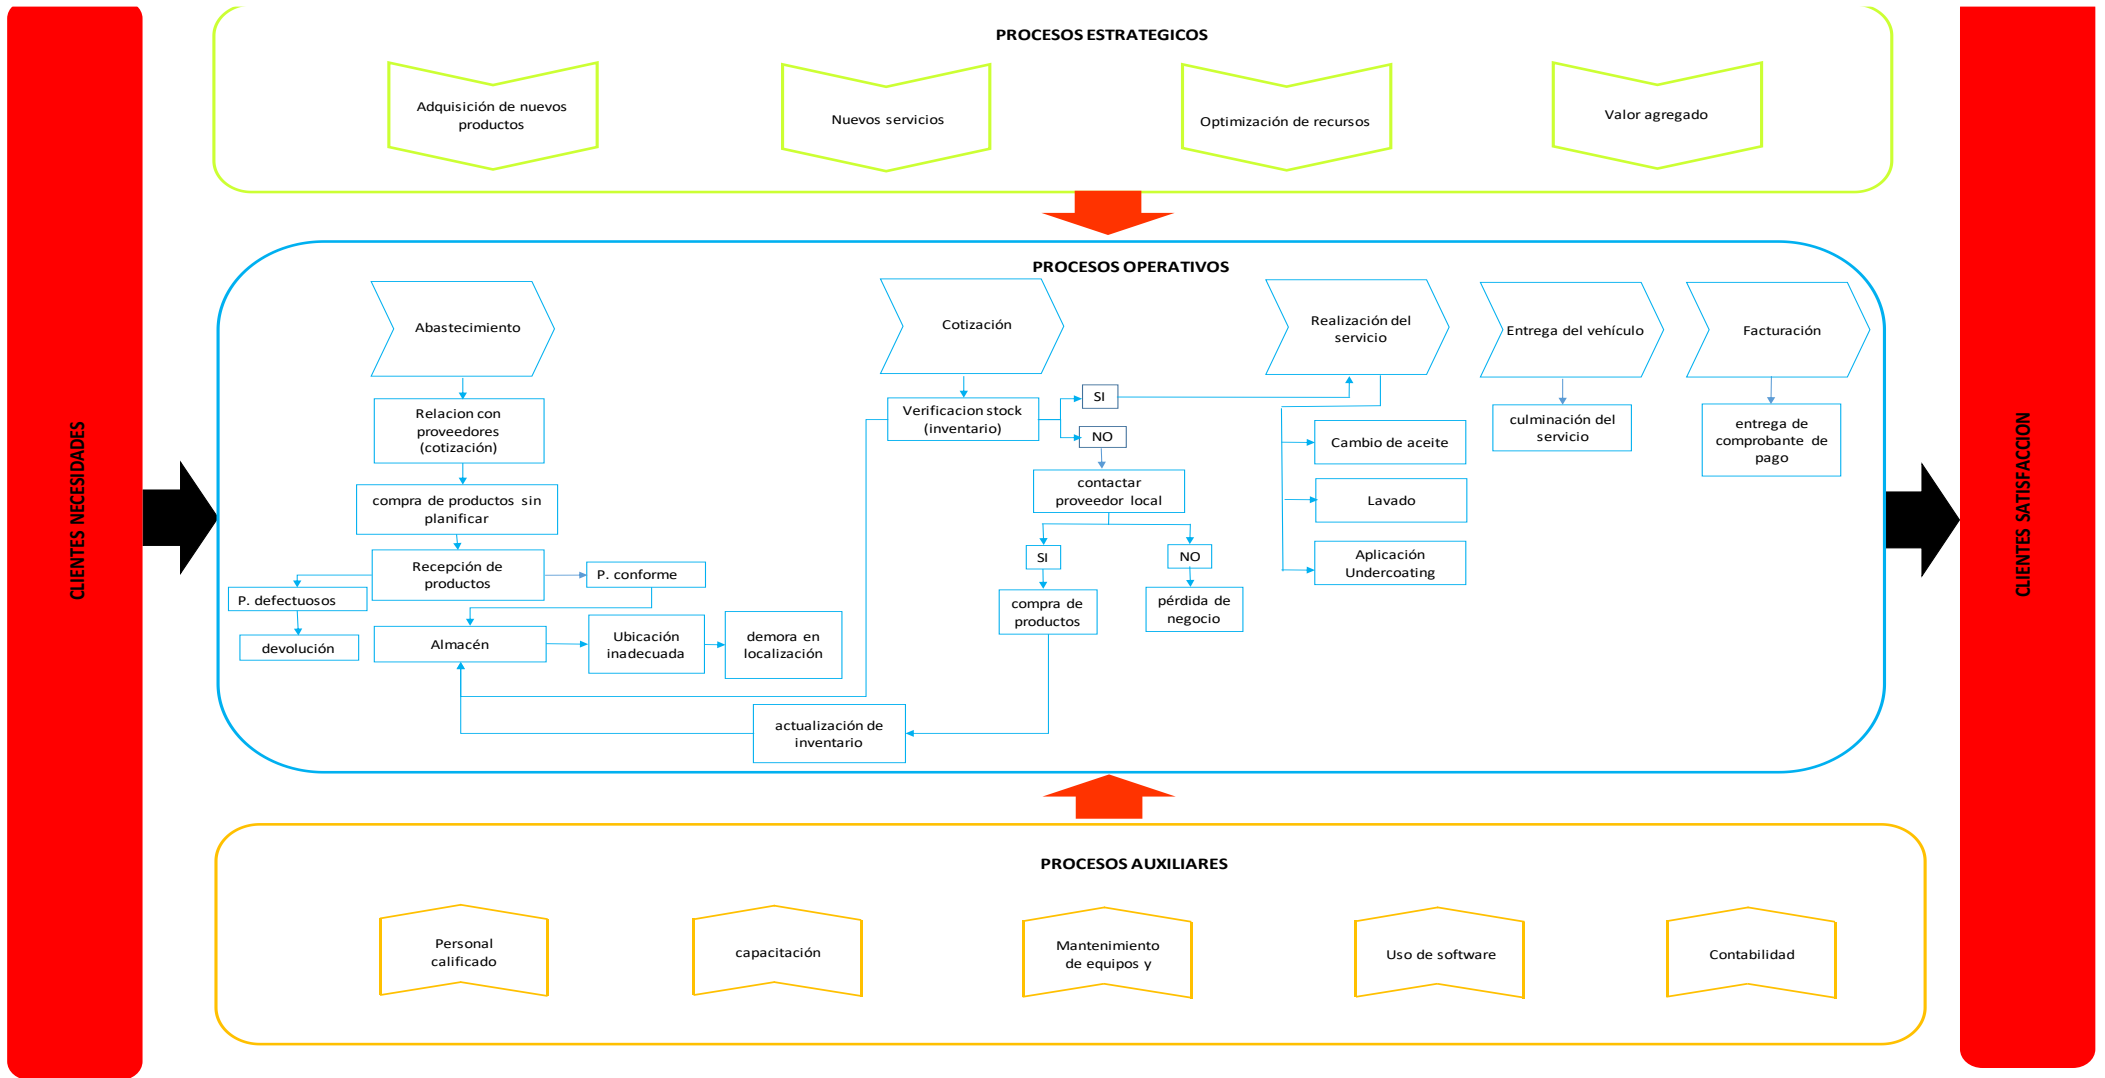 CLIENTES NECESIDADES
PROCESOS ESTRATEGICOS
Adquisición de nuevos
productos
Nuevos servicios
Optimización de recursos
Valor agregado
PROCESOS OPERATIVOS
Abastecimiento
Relacion con
proveedores
(cotización)
compra de productos sin
planificar
Recepción de
productos
P. conforme
P. defectuosos
devolución
Almacén
Ubicación
inadecuada
demora en
localización
Cotización
Verificacion stock
(inventario)
SI
NO
contactar
proveedor local
SI
NO
compra de
productos
pérdida de
negocio
actualización de
inventario
Realización del
servicio
Cambio de aceite
Lavado
Aplicación
Undercoating
Entrega del vehículo
culminación del
servicio
Facturación
entrega de
comprobante de
pago
PROCESOS AUXILIARES
Personal
calificado
capacitación
Mantenimiento
de equipos y
Uso de software
Contabilidad
CLIENTES SATISFACCION